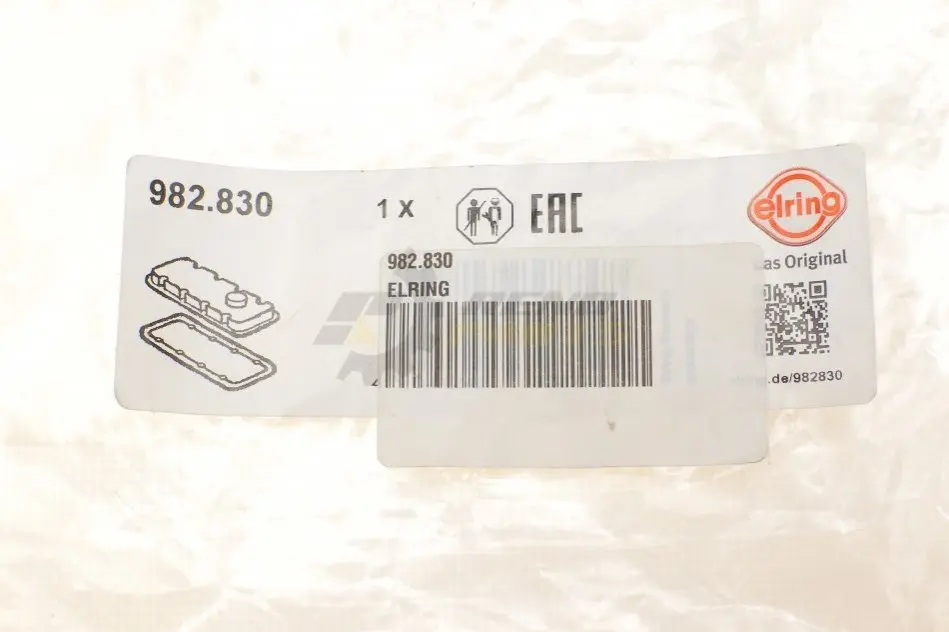 982.830
1 X
EAC
elring
as Original
982.830
ELRING
.de/982830